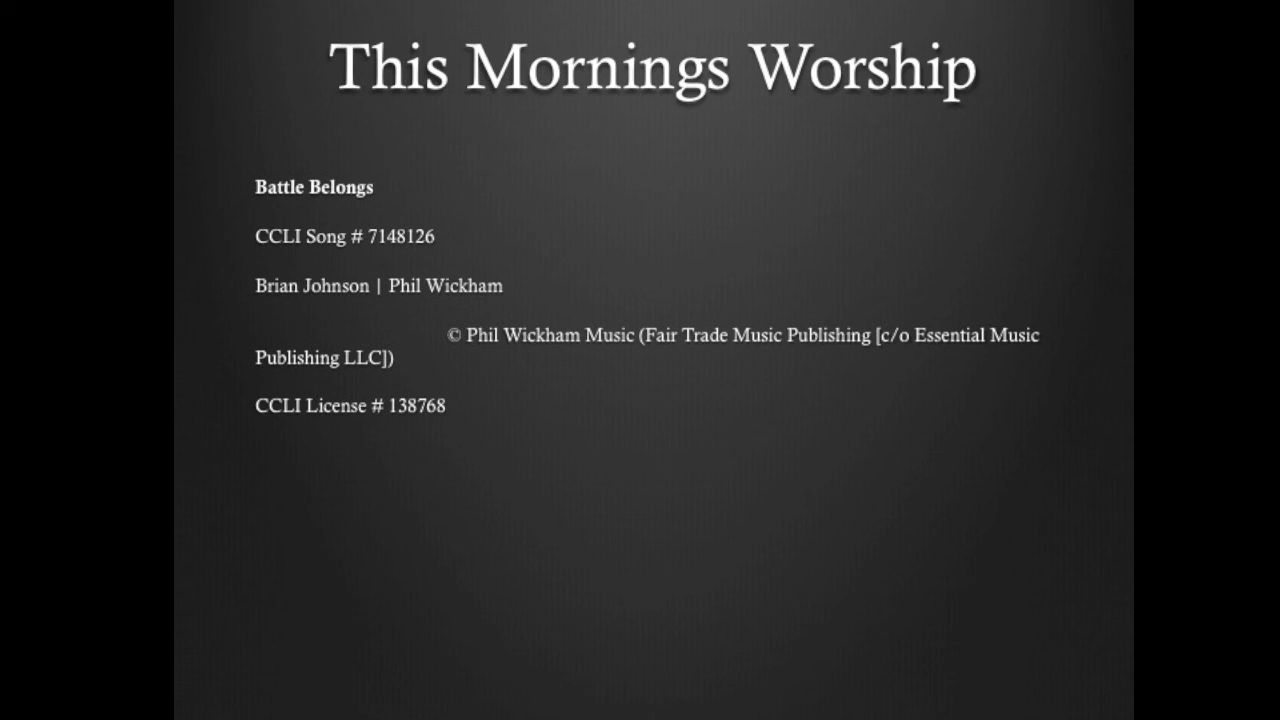 This Mornings Worship
Battle Belongs
CCLI Song # 7148126
Brian Johnson | Phil Wickham
© Phil Wickham Music (Fair Trade Music Publishing [c/o Essential Music
Publishing LLC])
CCLI License # 138768